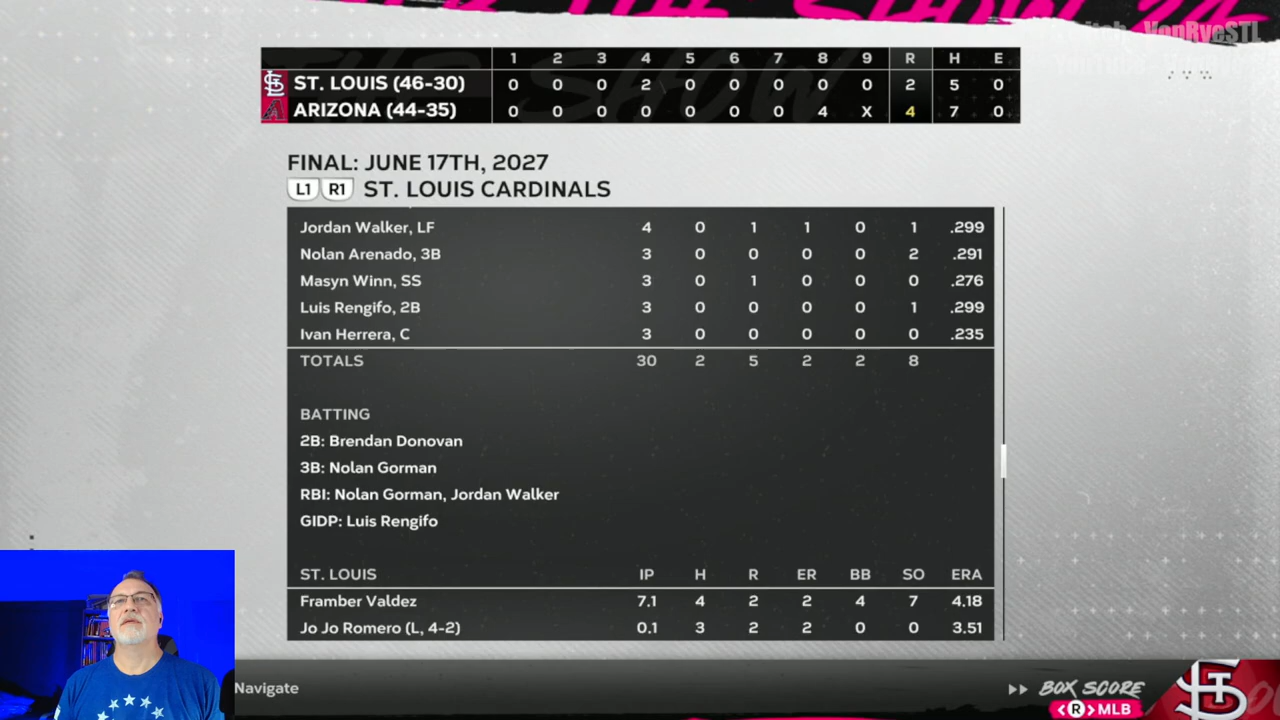 THE SHOW 24
Twitch VonRyeSTL
1 2 3 4 5 6 7 8 9 R H E
ST. LOUIS (46-30) 0 0 0 2 0 0 0 0 0 2 5 0
ARIZONA (44-35) 0 0 0 0 0 0 0 4 X 4 7 0
FINAL: JUNE 17TH, 2027
L1 R1 ST. LOUIS CARDINALS
Jordan Walker, LF 4 0 1 1 0 1 .299
Nolan Arenado, 3B 3 0 0 0 0 2 .291
Masyn Winn, SS 3 0 1 0 0 0 .276
Luis Rengifo, 2B 3 0 0 0 0 1 .299
Ivan Herrera, C 3 0 0 0 0 0 .235
TOTALS 30 2 5 2 2 8
BATTING
2B: Brendan Donovan
3B: Nolan Gorman
RBI: Nolan Gorman, Jordan Walker
GIDP: Luis Rengifo
ST. LOUIS IP H R ER BB SO ERA
Framber Valdez 7.1 4 2 2 4 7 4.18
Jo Jo Romero (L, 4-2) 0.1 3 2 2 0 0 3.51
Navigate
BOX SCORE
R MLB